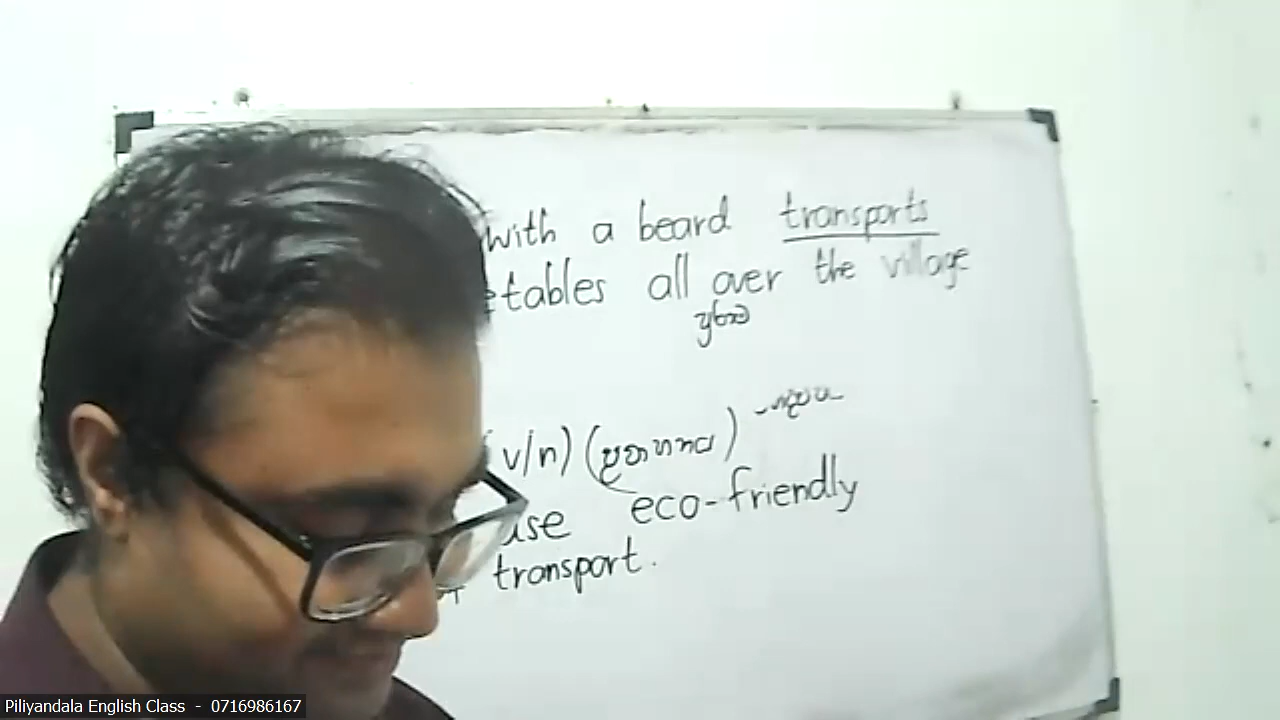 with a beard transports
etables all over the village
පුරා
(v/n) (ප්‍රවාහනය)
use eco-friendly
transport.
Piliyandala English Class - 0716986167